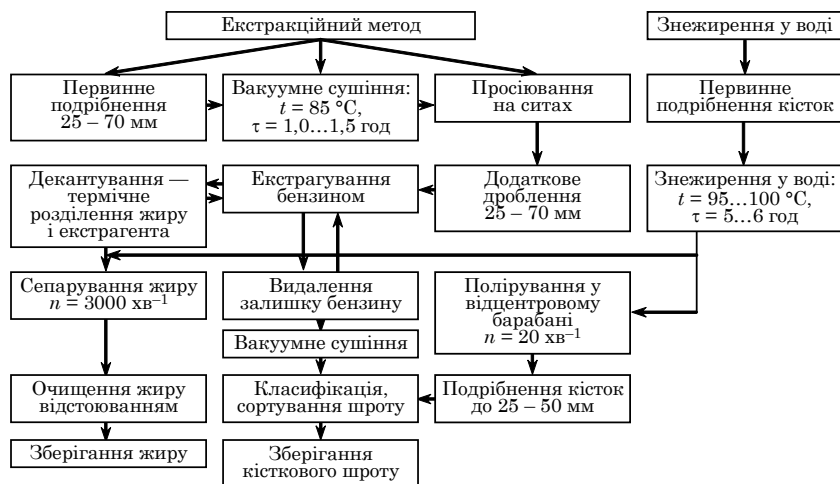 Екстракційний метод
Знежирення у воді
Первинне
подрібнення
25 – 70 мм
Вакуумне сушіння:
t = 85 °C,
τ = 1,0...1,5 год
Просіювання
на ситах
Первинне
подрібнення кісток
Декантування —
термічне
розділення жиру
і екстрагента
Екстрагування
бензином
Додаткове
дроблення
25 – 70 мм
Знежирення у воді:
t = 95...100 °C,
τ = 5...6 год
Сепарування жиру
n = 3000 хв⁻¹
Видалення
залишку бензину
Полірування у
відцентровому
барабані
n = 20 хв⁻¹
Вакуумне сушіння
Очищення жиру
відстоюванням
Класифікація,
сортування шроту
Подрібнення кісток
до 25 – 50 мм
Зберігання жиру
Зберігання
кісткового шроту